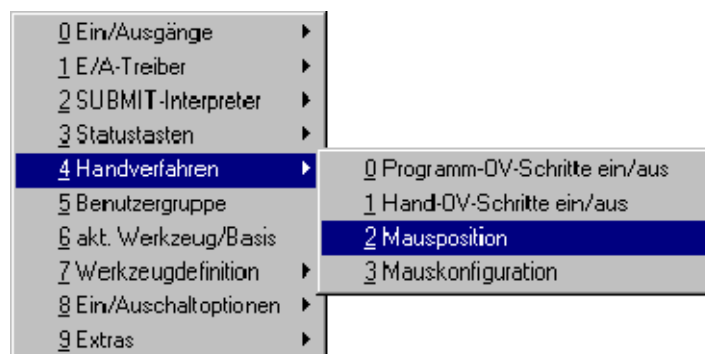 0 Ein/Ausgänge
1 E/A-Treiber
2 SUBMIT-Interpreter
3 Statustasten
4 Handverfahren
5 Benutzergruppe
6 akt. Werkzeug/Basis
7 Werkzeugdefinition
8 Ein/Auschaltoptionen
9 Extras
0 Programm-OV-Schritte ein/aus
1 Hand-OV-Schritte ein/aus
2 Mausposition
3 Mauskonfiguration